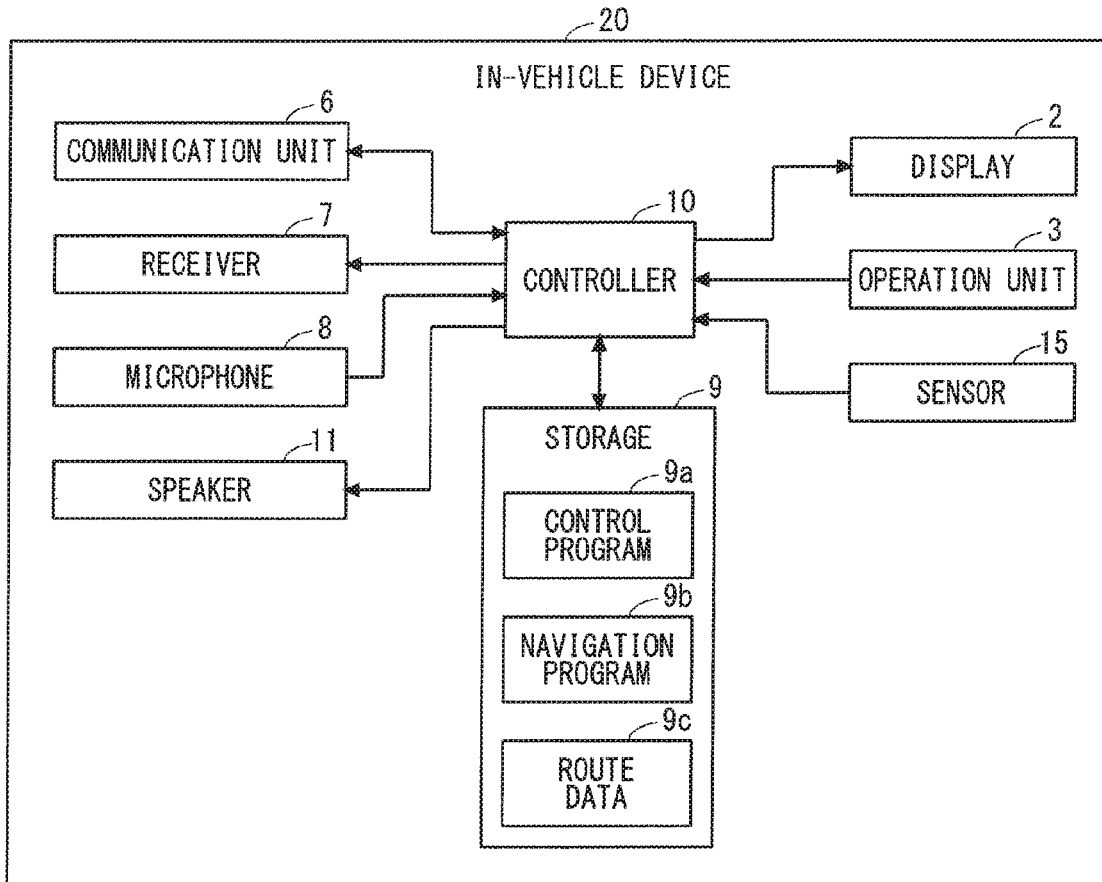 20
IN-VEHICLE DEVICE
6
COMMUNICATION UNIT
7
RECEIVER
8
MICROPHONE
11
SPEAKER
10
CONTROLLER
2
DISPLAY
3
OPERATION UNIT
15
SENSOR
9
STORAGE
9a
CONTROL
PROGRAM
9b
NAVIGATION
PROGRAM
9c
ROUTE
DATA